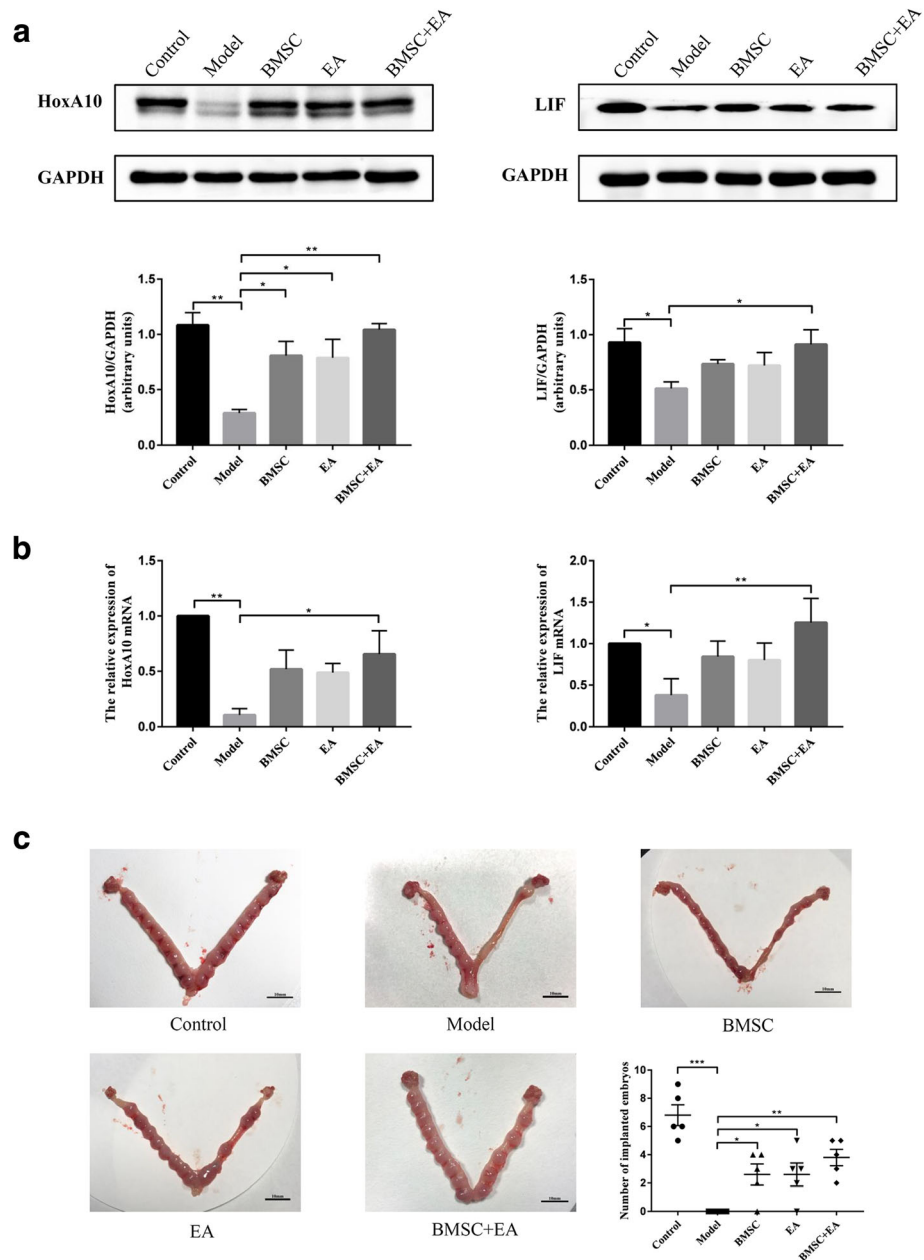 a
Control Model BMSC EA BMSC+EA
HoxA10
GAPDH
Control Model BMSC EA BMSC+EA
LIF
GAPDH
HoxA10/GAPDH
(arbitrary units)
1.5
1.0
0.5
0.0
** * * **
Control Model BMSC EA BMSC+EA
LIF/GAPDH
(arbitrary units)
1.5
1.0
0.5
0.0
* *
Control Model BMSC EA BMSC+EA
b
The relative expression of
HoxA10 mRNA
1.5
1.0
0.5
0.0
** *
Control Model BMSC EA BMSC+EA
The relative expression of
LIF mRNA
2.0
1.5
1.0
0.5
0.0
* **
Control Model BMSC EA BMSC+EA
c
10mm
Control
10mm
Model
10mm
BMSC
10mm
EA
10mm
BMSC+EA
Number of implanted embryos
10
8
6
4
2
0
*** * * **
Control Model BMSC EA BMSC+EA